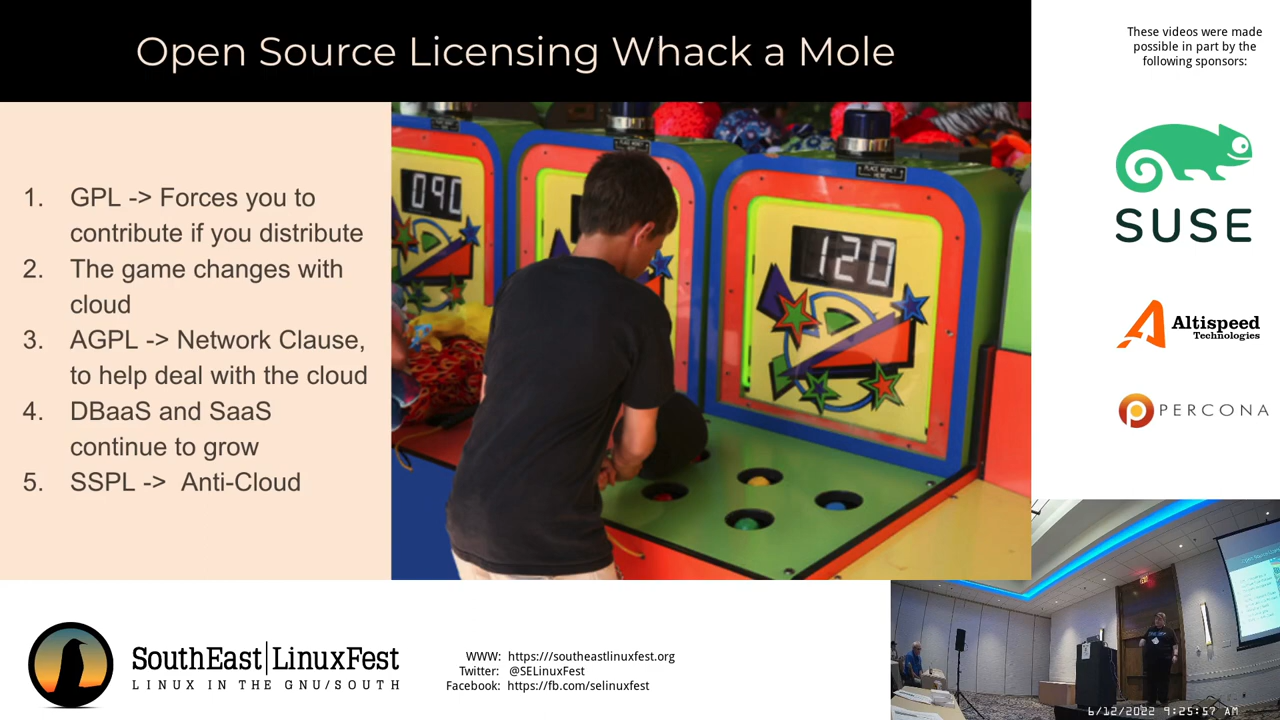 Open Source Licensing Whack a Mole
These videos were made
possible in part by the
following sponsors:
1. GPL -> Forces you to
contribute if you distribute
2. The game changes with
cloud
3. AGPL -> Network Clause,
to help deal with the cloud
4. DBaaS and SaaS
continue to grow
5. SSPL -> Anti-Cloud
090
120
PLACE MONEY
HERE
SUSE
Altispeed
Technologies
PERCONA
SouthEast LinuxFest
LINUX IN THE GNU/SOUTH
WWW: https:///southeastlinuxfest.org
Twitter: @SELinuxFest
Facebook: https://fb.com/selinuxfest
6/12/2022 9:25:57 AM